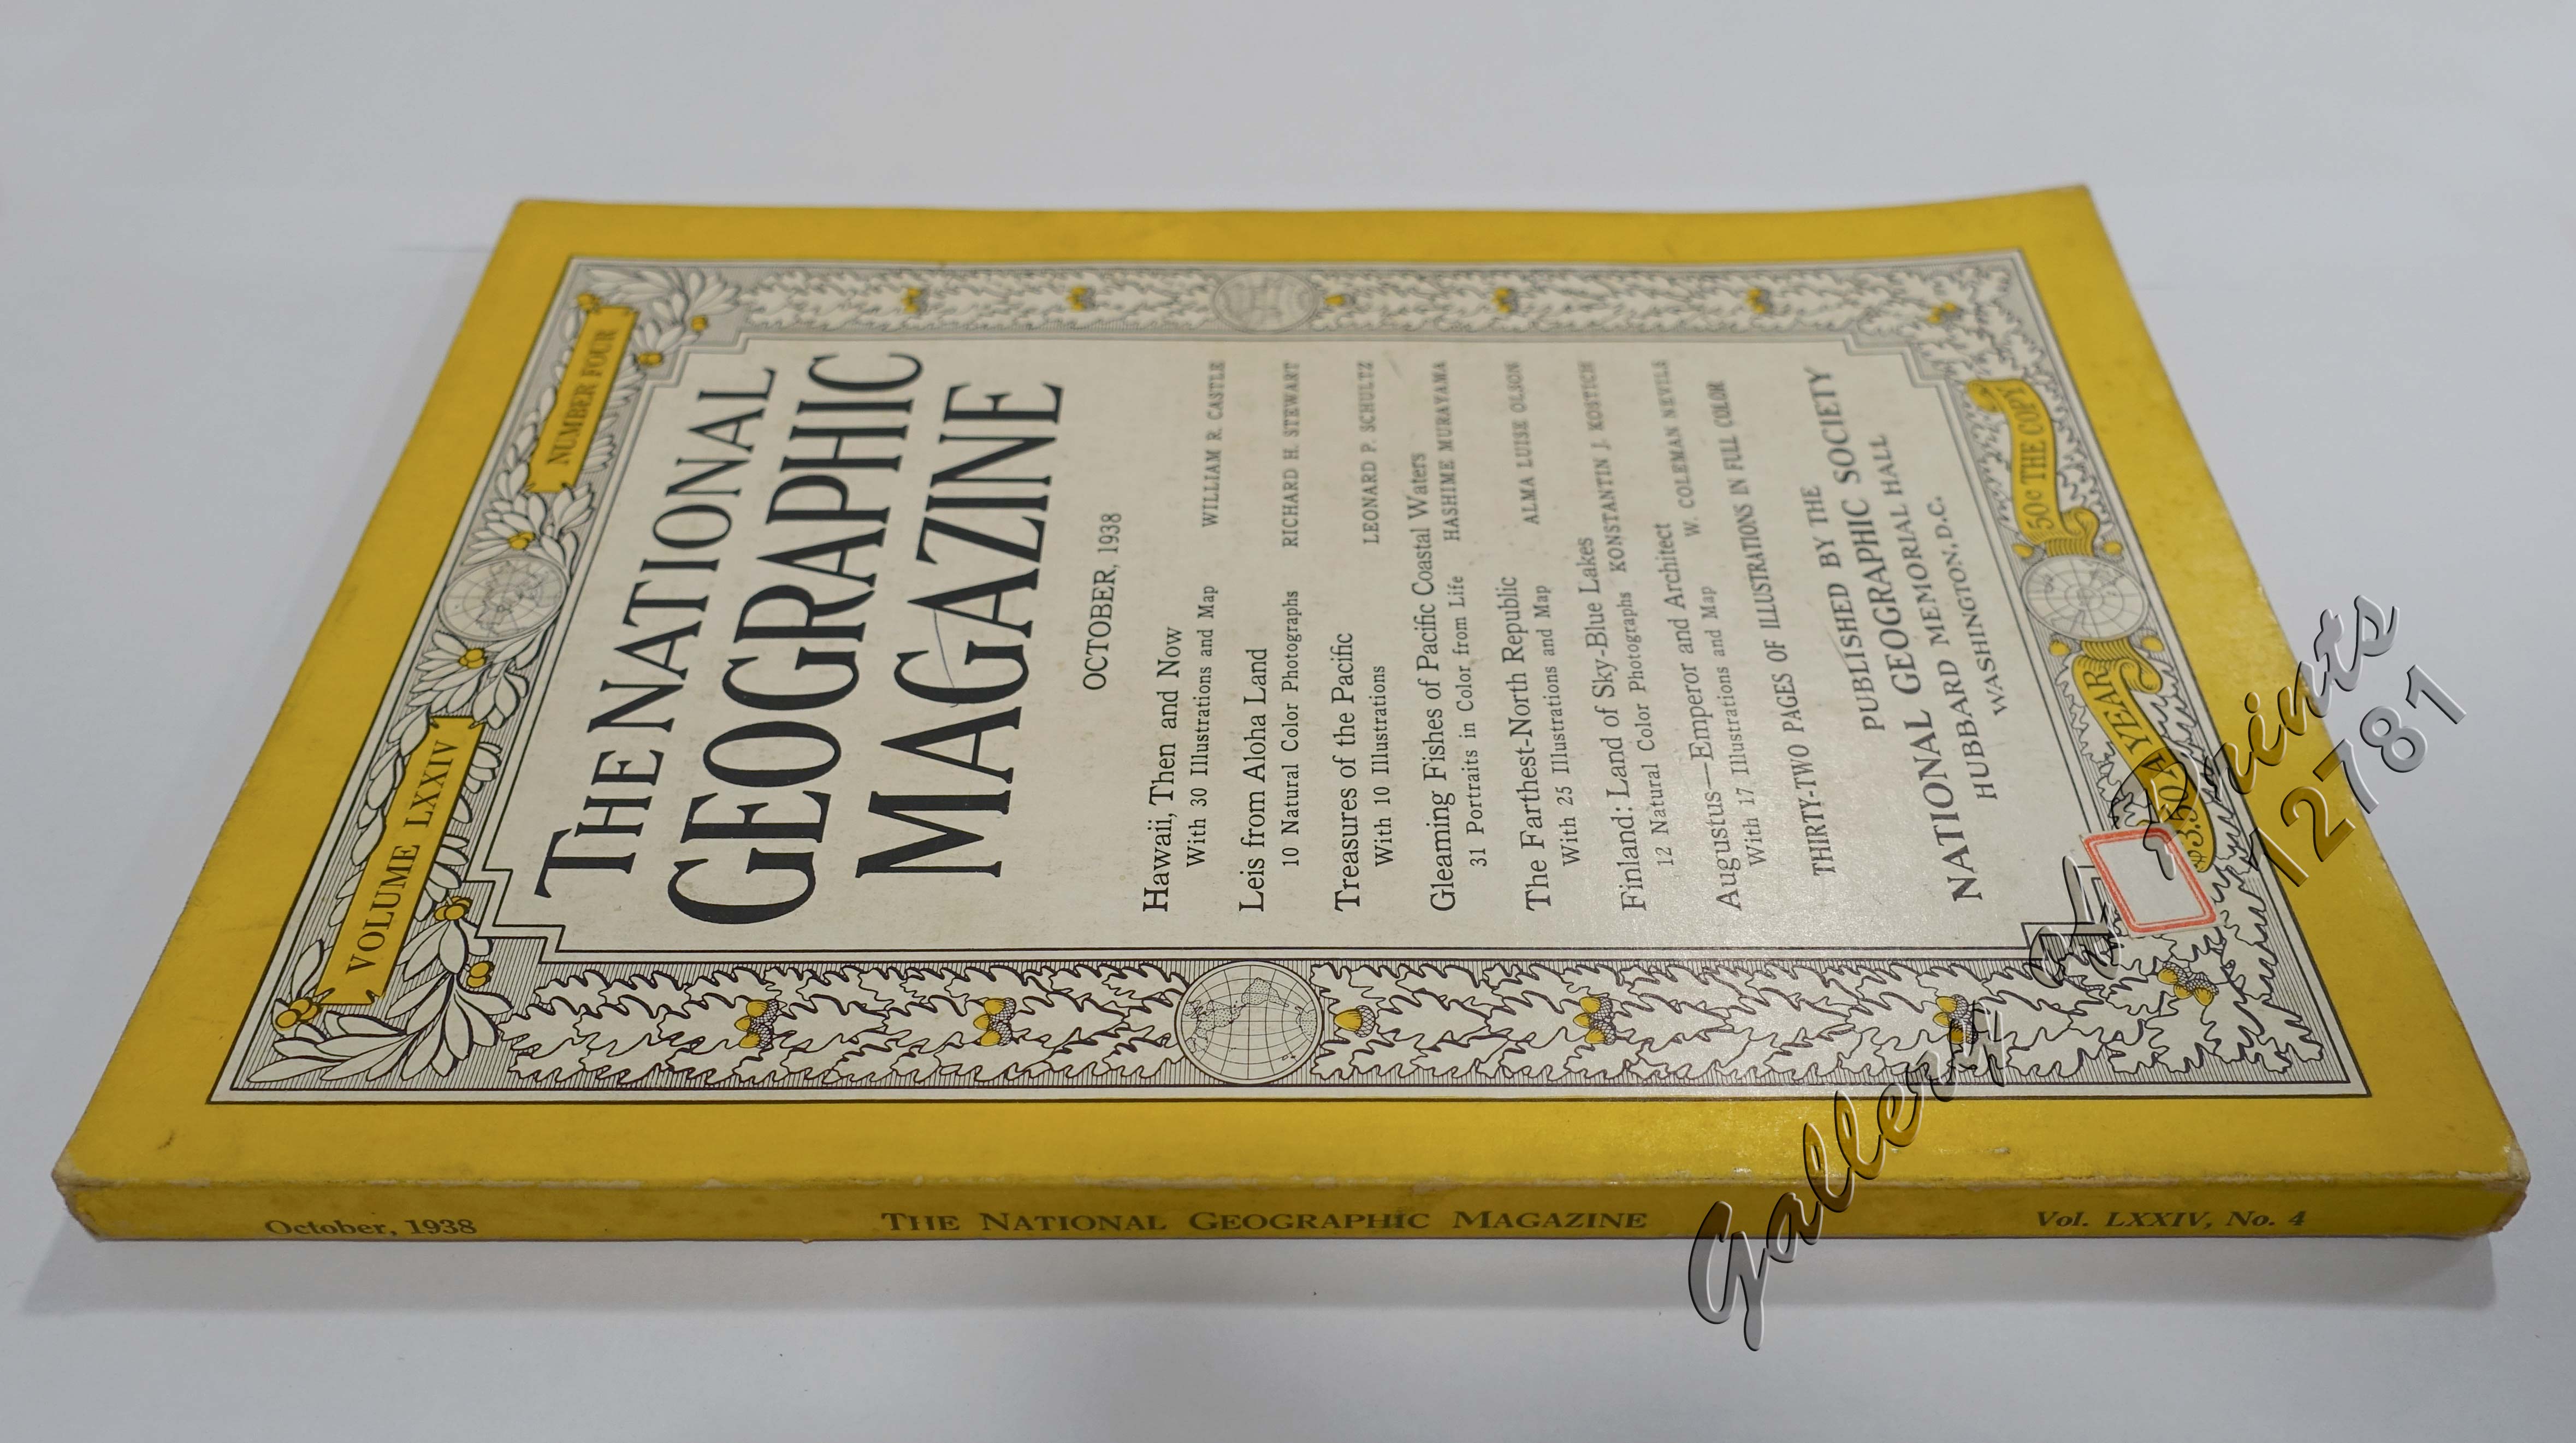 VOLUME LXXIV
NUMBER FOUR
THE NATIONAL
GEOGRAPHIC
MAGAZINE
OCTOBER, 1938
Hawaii, Then and Now
With 30 Illustrations and Map WILLIAM R. CASTLE
Leis from Aloha Land
10 Natural Color Photographs RICHARD H. STEWART
Treasures of the Pacific
With 10 Illustrations LEONARD P. SCHULTZ
Gleaming Fishes of Pacific Coastal Waters
31 Portraits in Color from Life HASHIME MURAYAMA
The Farthest-North Republic
With 25 Illustrations and Map ALMA LUISE OLSON
Finland: Land of Sky-Blue Lakes
12 Natural Color Photographs KONSTANTIN J. KOSTICH
Augustus—Emperor and Architect
With 17 Illustrations and Map W. COLEMAN NEVILS
THIRTY-TWO PAGES OF ILLUSTRATIONS IN FULL COLOR
PUBLISHED BY THE
NATIONAL GEOGRAPHIC SOCIETY
HUBBARD MEMORIAL HALL
WASHINGTON, D.C.
$3.50 A YEAR
50¢ THE COPY
October, 1938
THE NATIONAL GEOGRAPHIC MAGAZINE
Vol. LXXIV, No. 4
Gallery of Prints
12781